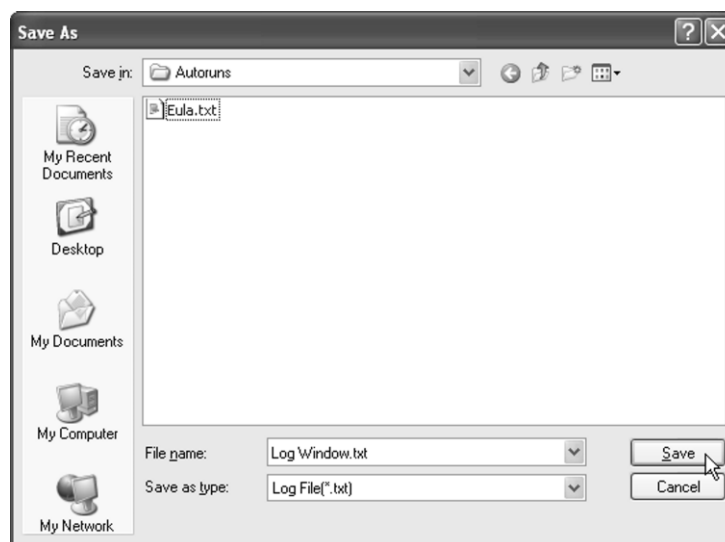 Save As
Save in: Autoruns
Eula.txt
My Recent
Documents
Desktop
My Documents
My Computer
My Network
File name: Log Window.txt Save
Save as type: Log File(*.txt) Cancel